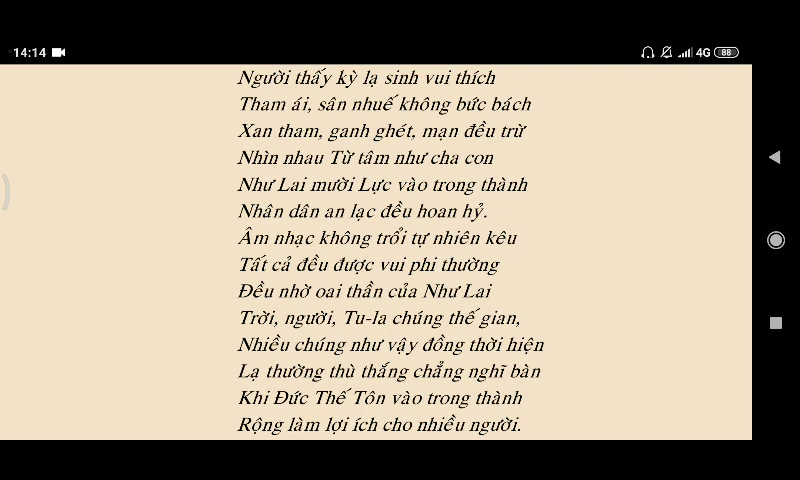 14:14
4G 88
Người thấy kỳ lạ sinh vui thích
Tham ái, sân nhuế không bức bách
Xan tham, ganh ghét, mạn đều trừ
Nhìn nhau Từ tâm như cha con
Như Lai mười Lực vào trong thành
Nhân dân an lạc đều hoan hỷ.
Âm nhạc không trổi tự nhiên kêu
Tất cả đều được vui phi thường
Đều nhờ oai thần của Như Lai
Trời, người, Tu-la chúng thế gian,
Nhiều chúng như vậy đồng thời hiện
Lạ thường thù thắng chẳng nghĩ bàn
Khi Đức Thế Tôn vào trong thành
Rộng làm lợi ích cho nhiều người.